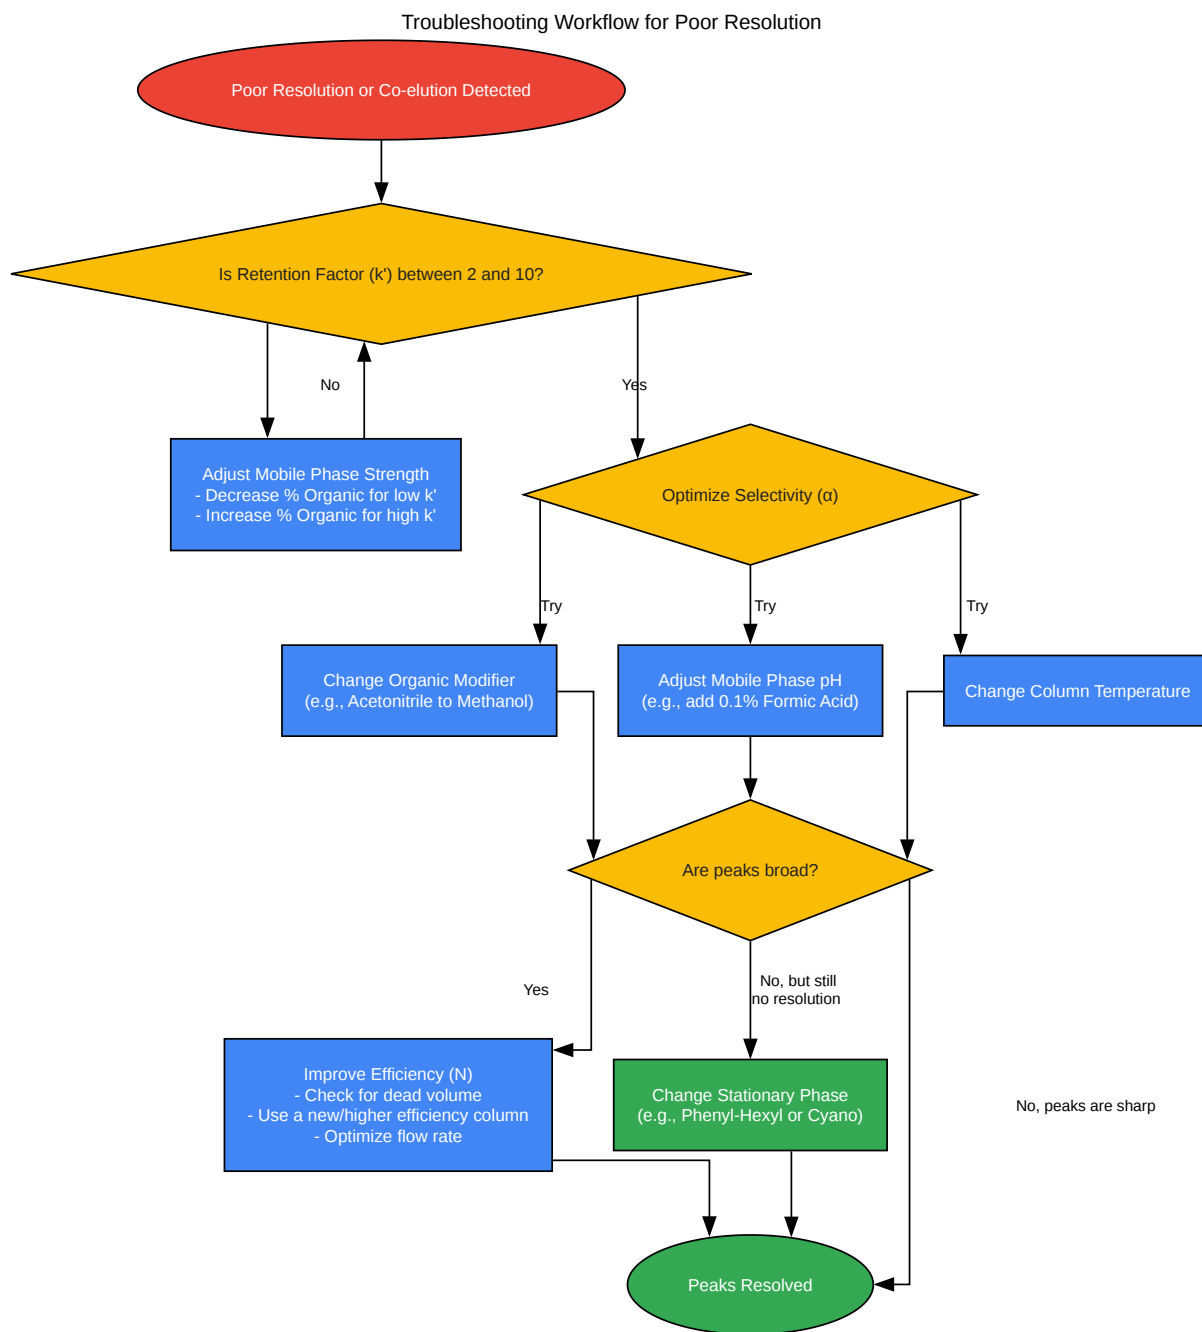 Troubleshooting Workflow for Poor Resolution
Poor Resolution or Co-elution Detected
Is Retention Factor (k') between 2 and 10?
No
Yes
Adjust Mobile Phase Strength
- Decrease % Organic for low k'
- Increase % Organic for high k'
Optimize Selectivity (α)
Try
Try
Try
Change Organic Modifier
(e.g., Acetonitrile to Methanol)
Adjust Mobile Phase pH
(e.g., add 0.1% Formic Acid)
Change Column Temperature
Are peaks broad?
Yes
No, but still
no resolution
No, peaks are sharp
Improve Efficiency (N)
- Check for dead volume
- Use a new/higher efficiency column
- Optimize flow rate
Change Stationary Phase
(e.g., Phenyl-Hexyl or Cyano)
Peaks Resolved